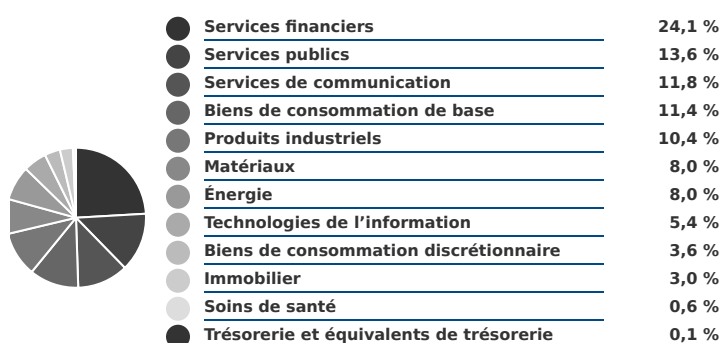 Services financiers 24,1 %
Services publics 13,6 %
Services de communication 11,8 %
Biens de consommation de base 11,4 %
Produits industriels 10,4 %
Matériaux 8,0 %
Énergie 8,0 %
Technologies de l’information 5,4 %
Biens de consommation discrétionnaire 3,6 %
Immobilier 3,0 %
Soins de santé 0,6 %
Trésorerie et équivalents de trésorerie 0,1 %